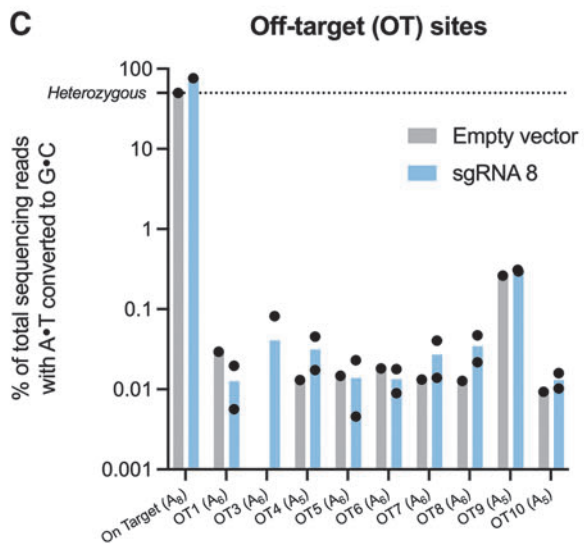 C
Off-target (OT) sites
% of total sequencing reads
with A•T converted to G•C
100
Heterozygous
10
1
0.1
0.01
0.001
Empty vector
sgRNA 8
On Target (A₈)
OT1 (A₆)
OT3 (A₆)
OT4 (A₅)
OT5 (A₆)
OT6 (A₅)
OT7 (A₆)
OT8 (A₆)
OT9 (A₅)
OT10 (A₅)